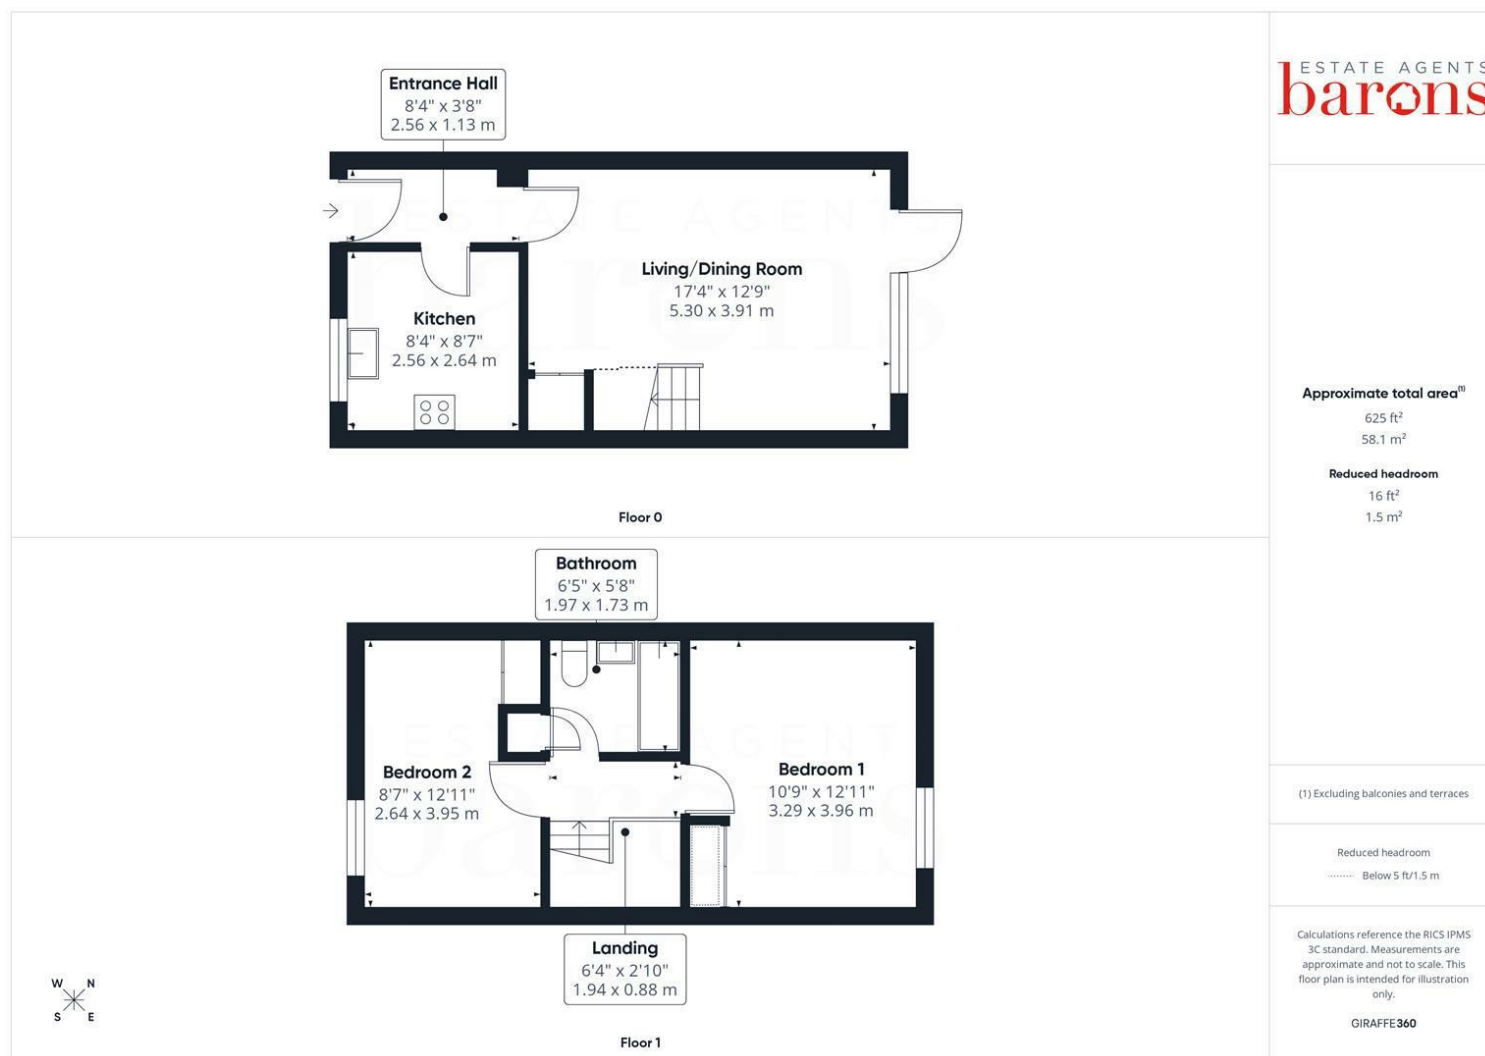 Entrance Hall
8'4" x 3'8"
2.56 x 1.13 m
Living/Dining Room
17'4" x 12'9"
5.30 x 3.91 m
Kitchen
8'4" x 8'7"
2.56 x 2.64 m
Floor 0
Bathroom
6'5" x 5'8"
1.97 x 1.73 m
Bedroom 2
8'7" x 12'11"
2.64 x 3.95 m
Bedroom 1
10'9" x 12'11"
3.29 x 3.96 m
Landing
6'4" x 2'10"
1.94 x 0.88 m
W N
S E
Floor 1
ESTATE AGENTS
barons
Approximate total area⁽¹⁾
625 ft²
58.1 m²
Reduced headroom
16 ft²
1.5 m²
(1) Excluding balconies and terraces
Reduced headroom
Below 5 ft/1.5 m
Calculations reference the RICS IPMS
3C standard. Measurements are
approximate and not to scale. This
floor plan is intended for illustration
only.
GIRAFFE360
ESTATE AGENTS
barons
ESTATE AGENT
barons